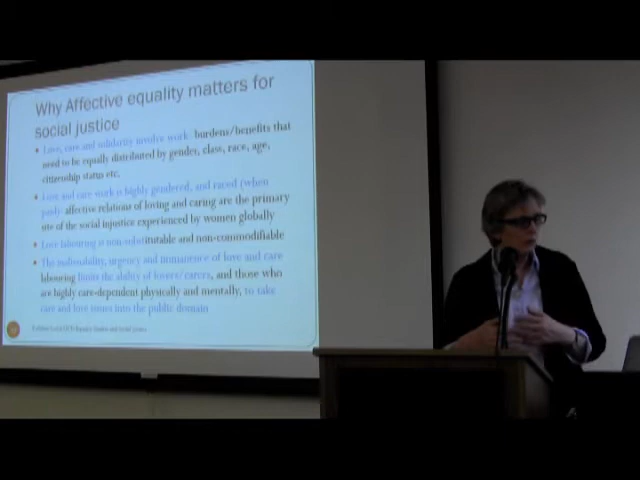 Why Affective equality matters for
social justice
Love, care and solidarity involve work burdens/benefits that
need to be equally distributed by gender, class, race, age,
citizenship status etc.
Love and care work is highly gendered, and raced (when
paid) affective relations of loving and caring are the primary
site of the social injustice experienced by women globally
Love labouring is non-substitutable and non-commodifiable
The inalienability, urgency and immanence of love and care
labouring limits the ability of lovers/carers, and those who
are highly care-dependent physically and mentally, to take
care and love issues into the public domain